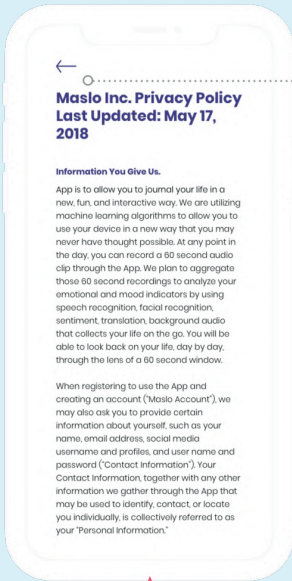 Maslo Inc. Privacy Policy
Last Updated: May 17,
2018
Information You Give Us.
App is to allow you to journal your life in a
new, fun, and interactive way. We are utilizing
machine learning algorithms to allow you to
use your device in a new way that you may
never have thought possible. At any point in
the day, you can record a 60 second audio
clip through the App. We plan to aggregate
those 60 second recordings to analyze your
emotional and mood indicators by using
speech recognition, facial recognition,
sentiment, translation, background audio
that collects your life on the go. You will be
able to look back on your life, day by day,
through the lens of a 60 second window.
When registering to use the App and
creating an account ("Maslo Account"), we
may also ask you to provide certain
information about yourself, such as your
name, email address, social media
username and profiles, and user name and
password ("Contact Information"). Your
Contact Information, together with any other
information we gather through the App that
may be used to identify, contact, or locate
you individually, is collectively referred to as
your "Personal Information."